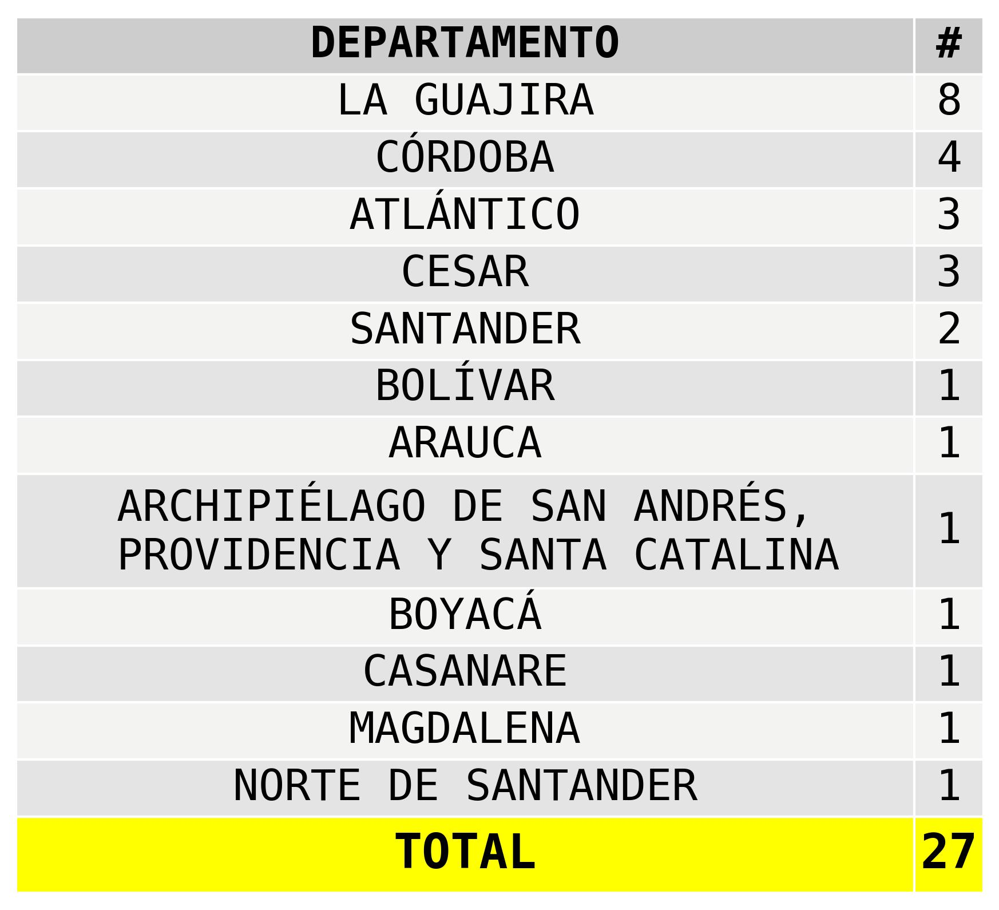 DEPARTAMENTO #
LA GUAJIRA 8
CÓRDOBA 4
ATLÁNTICO 3
CESAR 3
SANTANDER 2
BOLÍVAR 1
ARAUCA 1
ARCHIPIÉLAGO DE SAN ANDRÉS,
PROVIDENCIA Y SANTA CATALINA 1
BOYACÁ 1
CASANARE 1
MAGDALENA 1
NORTE DE SANTANDER 1
TOTAL 27